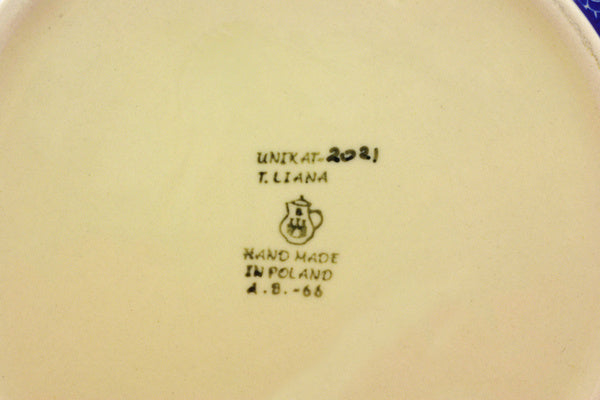 UNIKAT-2021
T. LIANA
HAND MADE
IN POLAND
A.B.-66